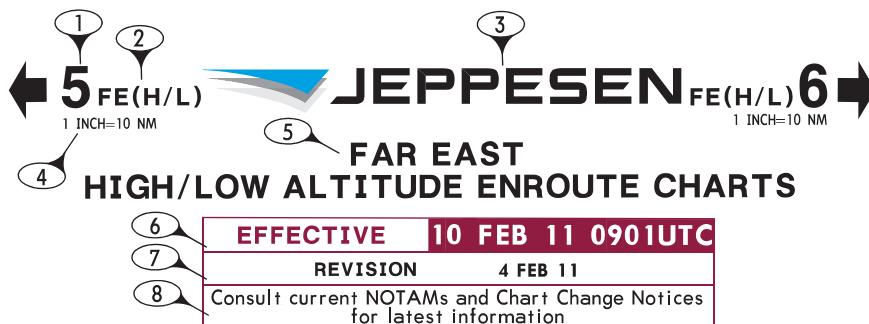 1 2 3
5 FE(H/L) JEPPESEN FE(H/L) 6
1 INCH=10 NM 1 INCH=10 NM
4 5
FAR EAST
HIGH/LOW ALTITUDE ENROUTE CHARTS
6 EFFECTIVE 10 FEB 11 0901UTC
7 REVISION 4 FEB 11
8 Consult current NOTAMs and Chart Change Notices
for latest information